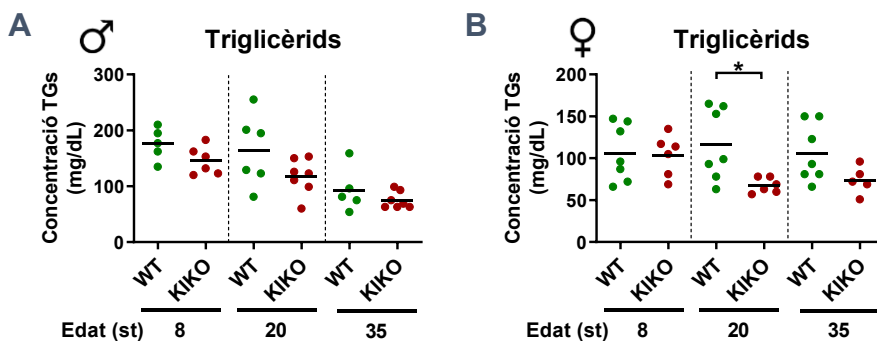 A ♂ Triglicèrids
Concentració TGs
(mg/dL)
300
200
100
0
WT KIKO WT KIKO WT KIKO
Edat (st) 8 20 35
B ♀ Triglicèrids
Concentració TGs
(mg/dL)
200
150
100
50
0
*
WT KIKO WT KIKO WT KIKO
Edat (st) 8 20 35